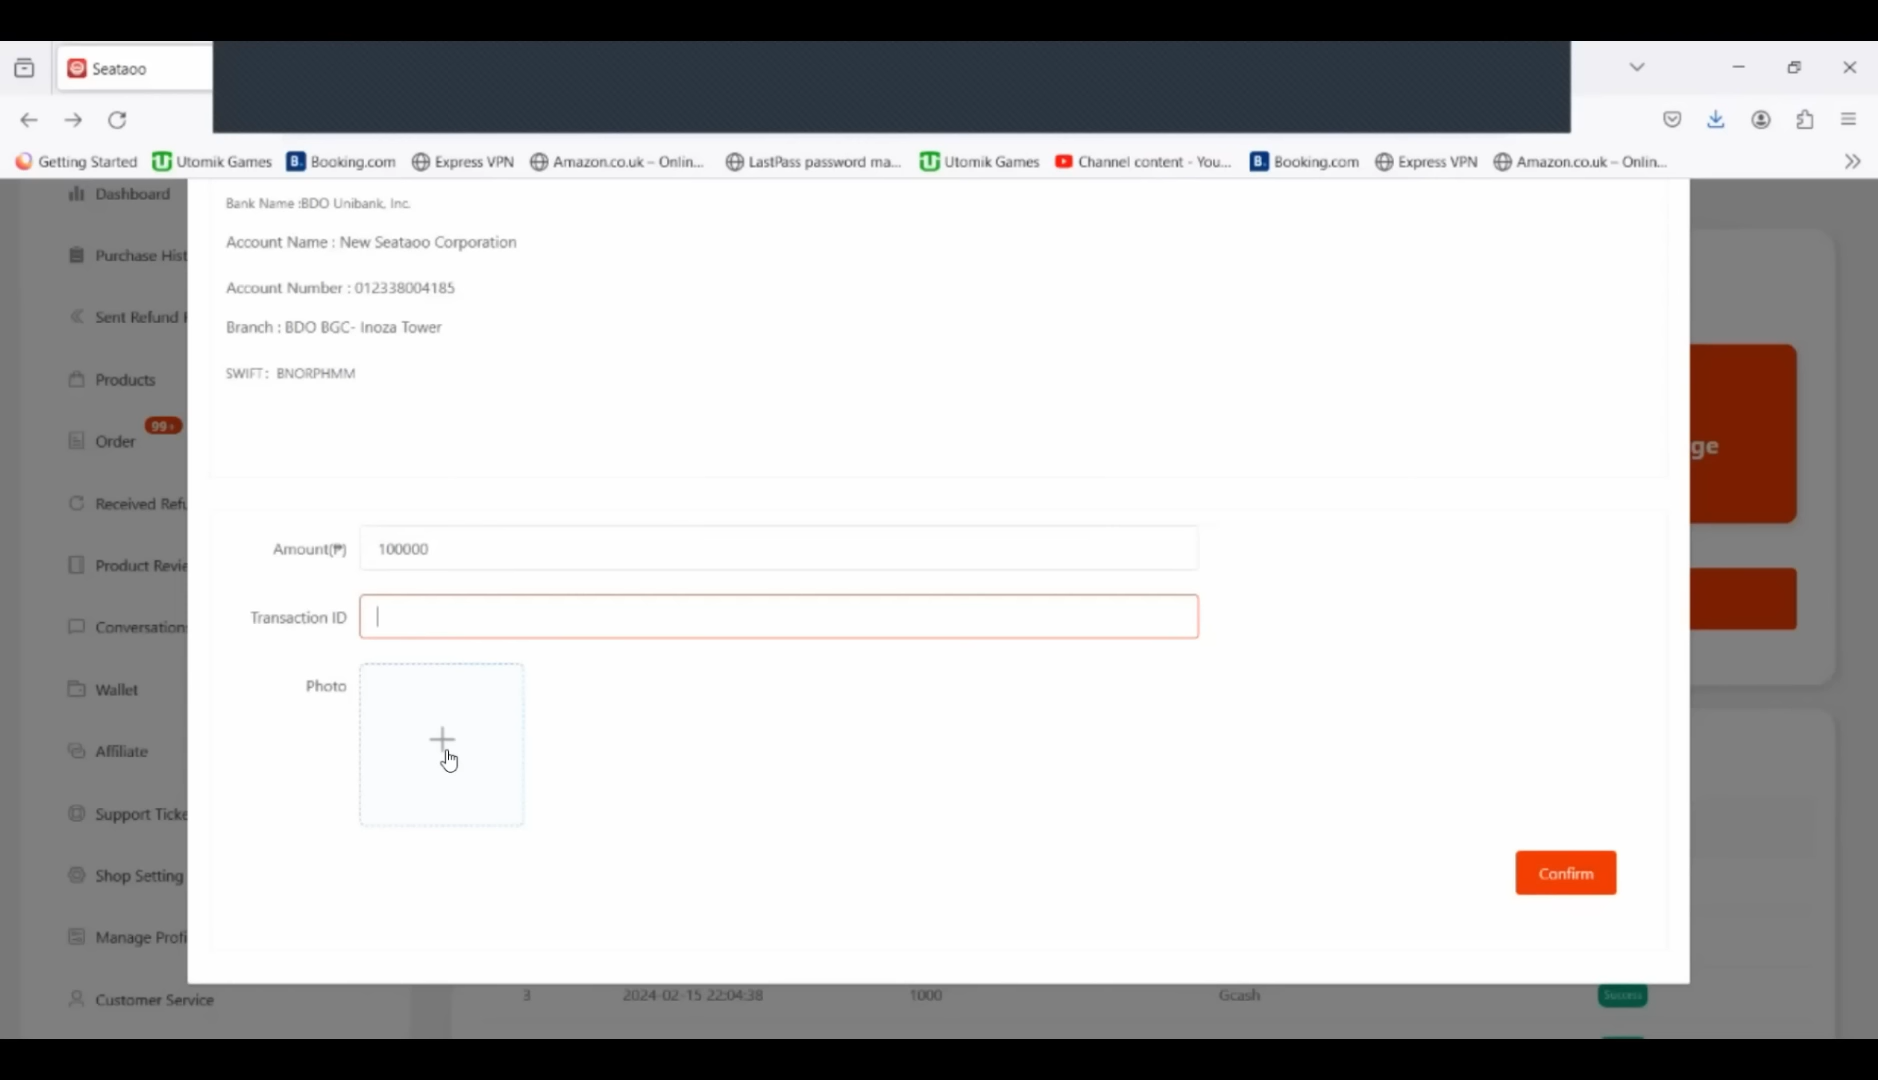 Seataoo
Getting Started
Utomik Games
Booking.com
Express VPN
Amazon.co.uk – Onlin...
LastPass password ma...
Utomik Games
Channel content - You...
Booking.com
Express VPN
Amazon.co.uk – Onlin...
Dashboard
Purchase Hist
Sent Refund
Products
Order
99+
Received Refu
Product Revie
Conversation
Wallet
Affiliate
Support Ticke
Shop Setting
Manage Profi
Customer Service
Bank Name :BDO Unibank, Inc.
Account Name : New Seataoo Corporation
Account Number : 012338004185
Branch : BDO BGC- Inoza Tower
SWIFT: BNORPHMM
Amount(₱)
100000
Transaction ID
Photo
Confirm
ge
3 2024-02-15 22:04:38 1000 Gcash Success